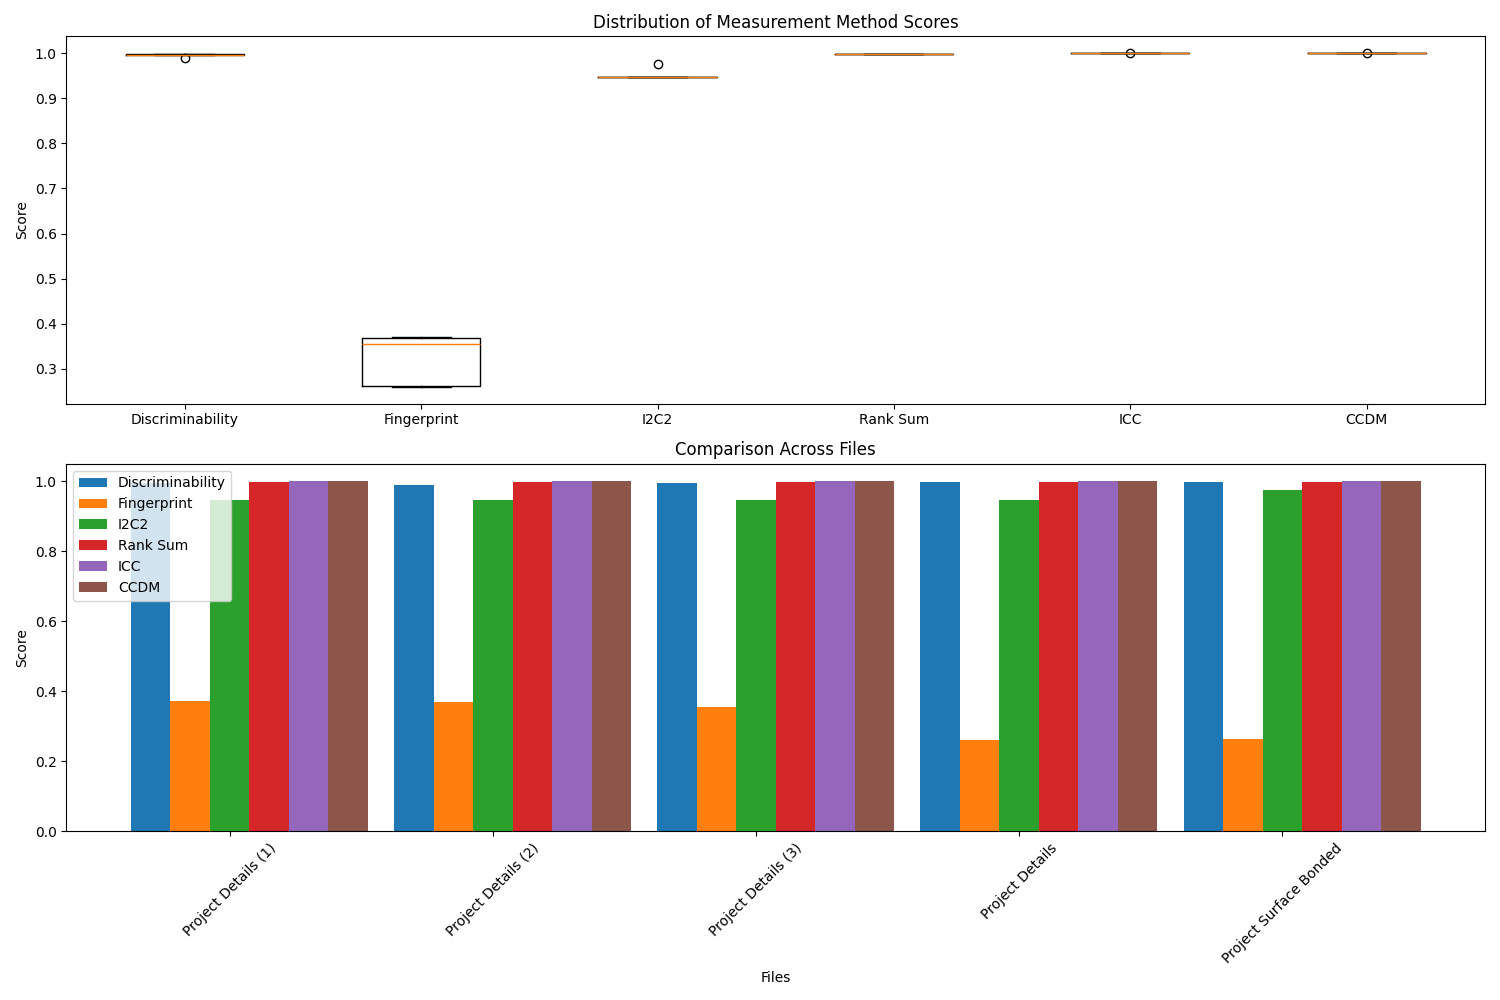 Distribution of Measurement Method Scores
Score
1.0
0.9
0.8
0.7
0.6
0.5
0.4
0.3
Discriminability Fingerprint I2C2 Rank Sum ICC CCDM
Comparison Across Files
Score
1.0
0.8
0.6
0.4
0.2
0.0
Discriminability
Fingerprint
I2C2
Rank Sum
ICC
CCDM
Project Details (1)
Project Details (2)
Project Details (3)
Project Details
Project Surface Bonded
Files